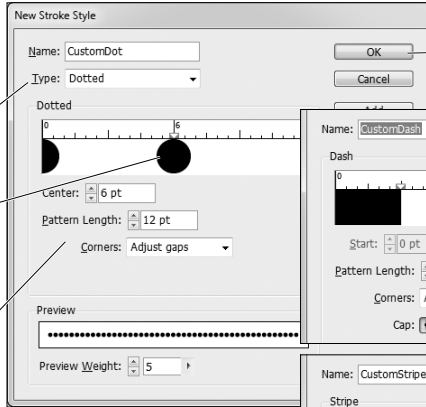 New Stroke Style
Name: CustomDot
OK
Type: Dotted
Cancel
Dotted
0 6
Name: CustomDash
Dash
0
Center: 6 pt
Start: 0 pt
Pattern Length: 12 pt
Corners: Adjust gaps
Pattern Length:
Corners:
Preview
Cap:
Preview Weight: 5
Name: CustomStripe
Stripe